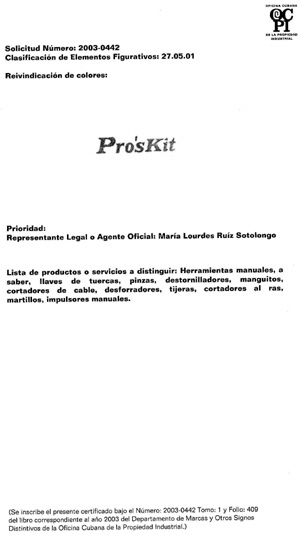 OFICINA CUBANA
OCPI
DE LA PROPIEDAD
INDUSTRIAL
Solicitud Número: 2003-0442
Clasificación de Elementos Figurativos: 27.05.01
Reivindicación de colores:
Pro'sKit
Prioridad:
Representante Legal o Agente Oficial: María Lourdes Ruíz Sotolongo
Lista de productos o servicios a distinguir: Herramientas manuales, a
saber, llaves de tuercas, pinzas, destornilladores, manguitos,
cortadores de cable, desforradores, tijeras, cortadores al ras,
martillos, impulsores manuales.
(Se inscribe el presente certificado bajo el Número: 2003-0442 Tomo: 1 y Folio: 409
del libro correspondiente al año 2003 del Departamento de Marcas y Otros Signos
Distintivos de la Oficina Cubana de la Propiedad Industrial.)